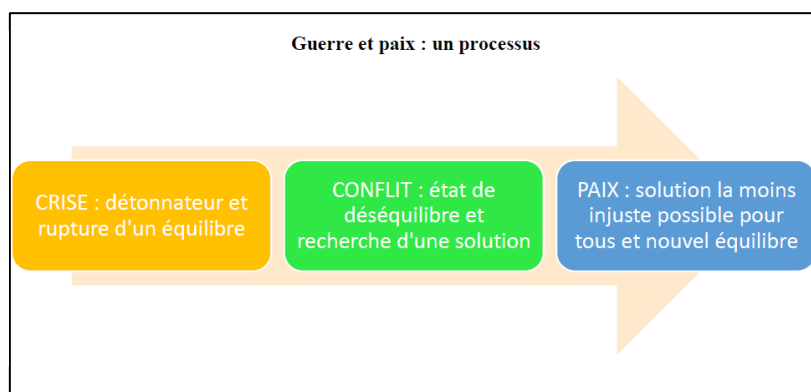 Guerre et paix : un processus
CRISE : détonnateur et
rupture d'un équilibre
CONFLIT : état de
déséquilibre et
recherche d'une solution
PAIX : solution la moins
injuste possible pour
tous et nouvel équilibre